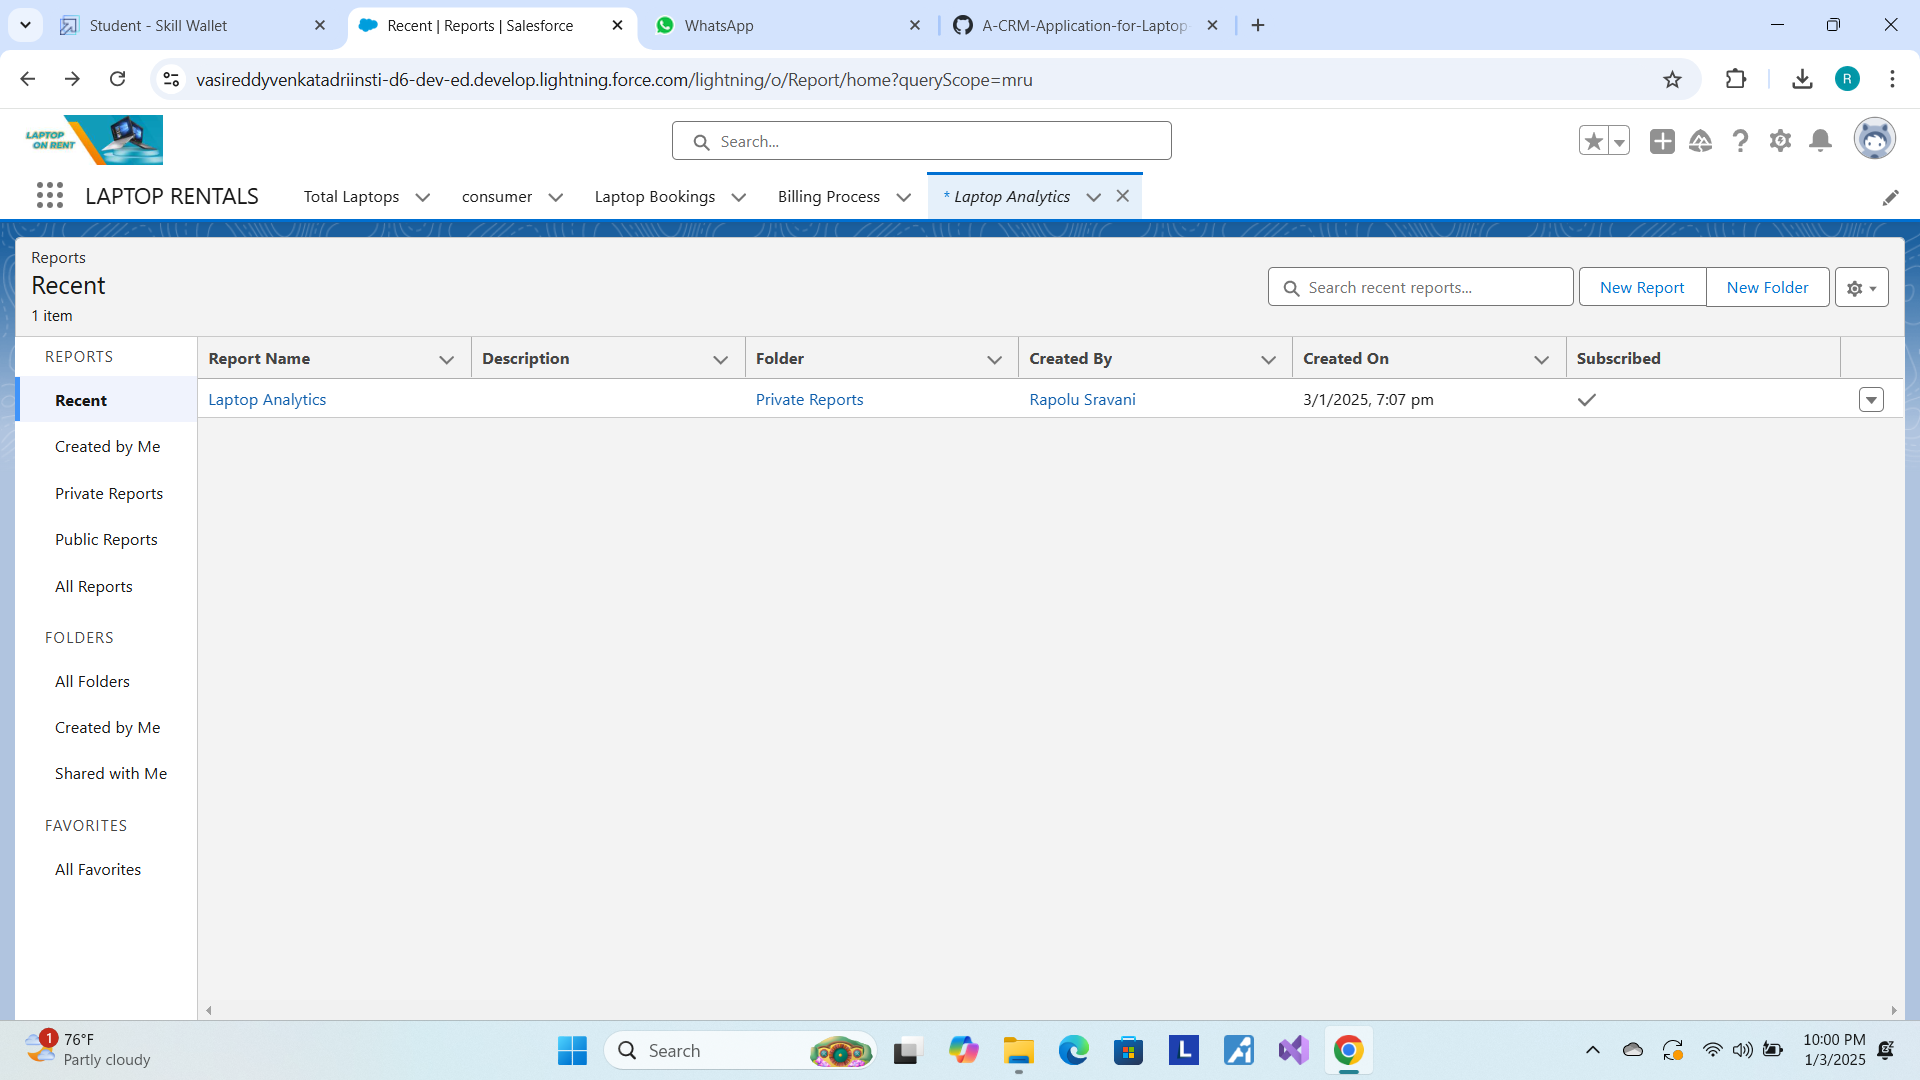 Student - Skill Wallet
Recent | Reports | Salesforce
WhatsApp
A-CRM-Application-for-Laptop-
vasireddyvenkatadriinsti-d6-dev-ed.develop.lightning.force.com/lightning/o/Report/home?queryScope=mru
R
LAPTOP
ON RENT
Search...
LAPTOP RENTALS
Total Laptops
consumer
Laptop Bookings
Billing Process
* Laptop Analytics
Reports
Recent
1 item
Search recent reports...
New Report
New Folder
REPORTS
Recent
Created by Me
Private Reports
Public Reports
All Reports
FOLDERS
All Folders
Created by Me
Shared with Me
FAVORITES
All Favorites
Report Name
Description
Folder
Created By
Created On
Subscribed
Laptop Analytics
Private Reports
Rapolu Sravani
3/1/2025, 7:07 pm
1
76°F
Partly cloudy
Search
L
10:00 PM
1/3/2025